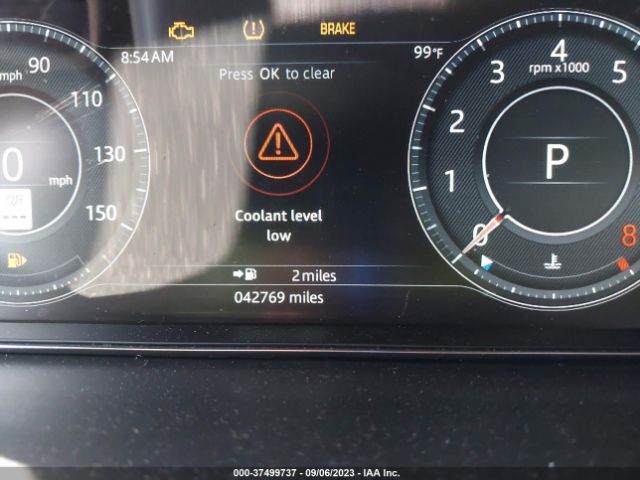 BRAKE
8:54 AM
99°F
Press OK to clear
mph
90
110
130
150
0
mph
Coolant level
low
2 miles
042769 miles
4
3
5
rpm x1000
2
1
0
8
P
000-37499737 - 09/06/2023 - IAA Inc.